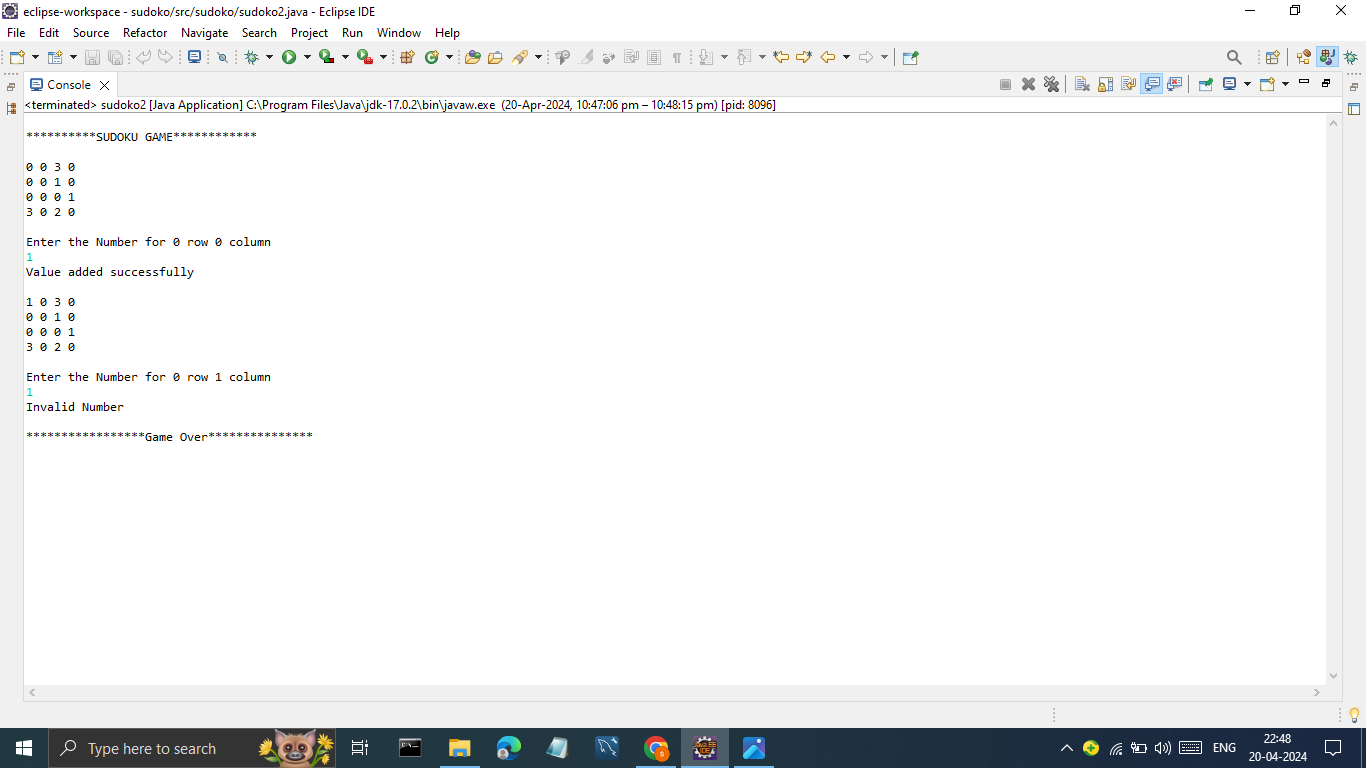 eclipse-workspace - sudoko/src/sudoko/sudoko2.java - Eclipse IDE
File Edit Source Refactor Navigate Search Project Run Window Help
Console
<terminated> sudoko2 [Java Application] C:\Program Files\Java\jdk-17.0.2\bin\javaw.exe (20-Apr-2024, 10:47:06 pm – 10:48:15 pm) [pid: 8096]
**********SUDOKU GAME************
0 0 3 0
0 0 1 0
0 0 0 1
3 0 2 0
Enter the Number for 0 row 0 column
1
Value added successfully
1 0 3 0
0 0 1 0
0 0 0 1
3 0 2 0
Enter the Number for 0 row 1 column
1
Invalid Number
*****************Game Over***************
Type here to search
ENG
22:48
20-04-2024